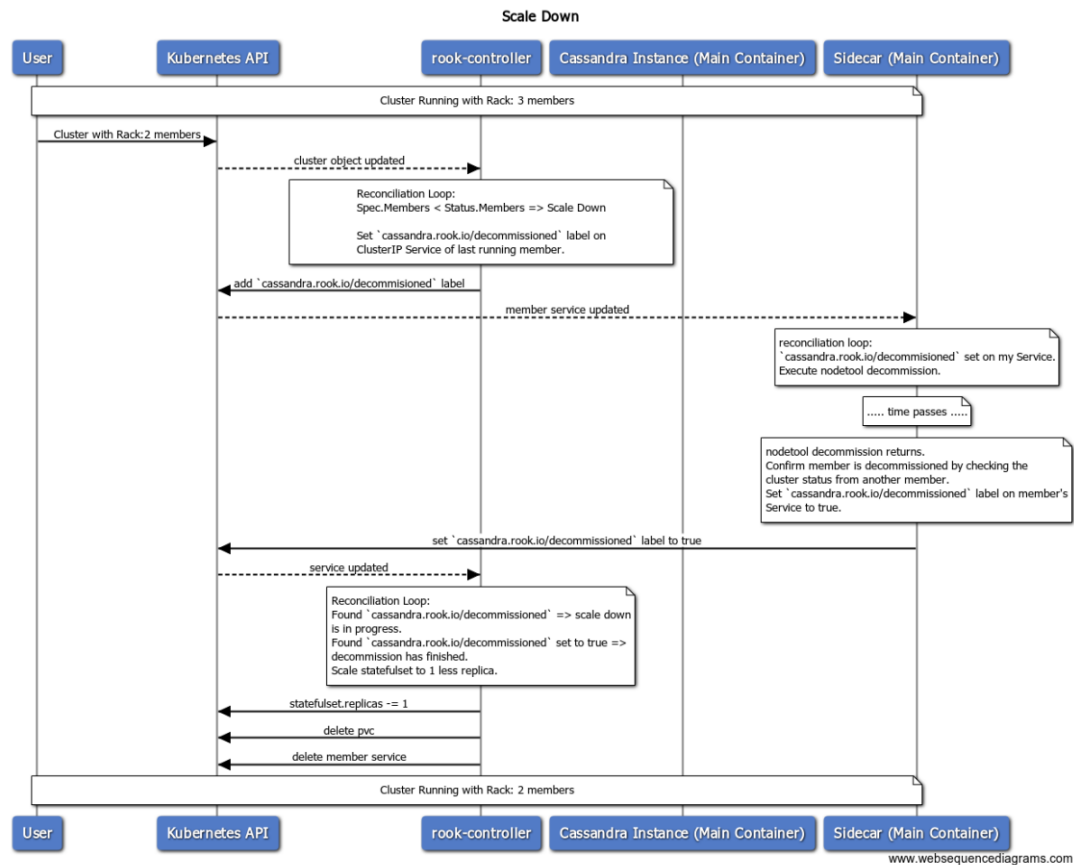 Scale Down
User
Kubernetes API
rook-controller
Cassandra Instance (Main Container)
Sidecar (Main Container)
Cluster Running with Rack: 3 members
Cluster with Rack:2 members
cluster object updated
Reconciliation Loop:
Spec.Members < Status.Members => Scale Down
Set `cassandra.rook.io/decommissioned` label on
ClusterIP Service of last running member.
add `cassandra.rook.io/decommisioned` label
member service updated
reconciliation loop:
`cassandra.rook.io/decommisioned` set on my Service.
Execute nodetool decommission.
..... time passes .....
nodetool decommission returns.
Confirm member is decommissioned by checking the
cluster status from another member.
Set `cassandra.rook.io/decommissioned` label on member's
Service to true.
set `cassandra.rook.io/decommissioned` label to true
service updated
Reconciliation Loop:
Found `cassandra.rook.io/decommissioned` => scale down
is in progress.
Found `cassandra.rook.io/decommissioned` set to true =>
decommission has finished.
Scale statefulset to 1 less replica.
statefulset.replicas -= 1
delete pvc
delete member service
Cluster Running with Rack: 2 members
User
Kubernetes API
rook-controller
Cassandra Instance (Main Container)
Sidecar (Main Container)
www.websequencediagrams.com